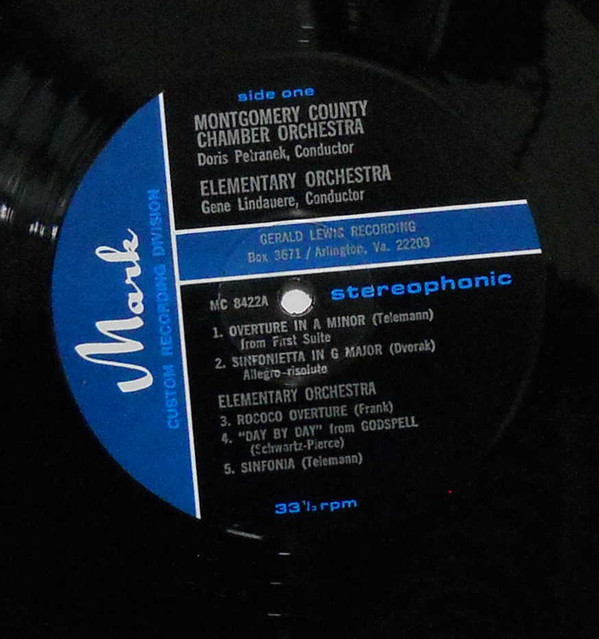 side one
MONTGOMERY COUNTY
CHAMBER ORCHESTRA
Doris Petranek, Conductor
ELEMENTARY ORCHESTRA
Gene Lindauere, Conductor
GERALD LEWIS RECORDING
Box 3671 / Arlington, Va. 22203
Mark
CUSTOM RECORDING DIVISION
MC 8422A
stereophonic
1. OVERTURE IN A MINOR (Telemann)
from First Suite
2. SINFONIETTA IN G MAJOR (Dvorak)
Allegro-risoluto
ELEMENTARY ORCHESTRA
3. ROCOCO OVERTURE (Frank)
4. "DAY BY DAY" from GODSPELL
(Schwartz-Pierce)
5. SINFONIA (Telemann)
33⅓ rpm